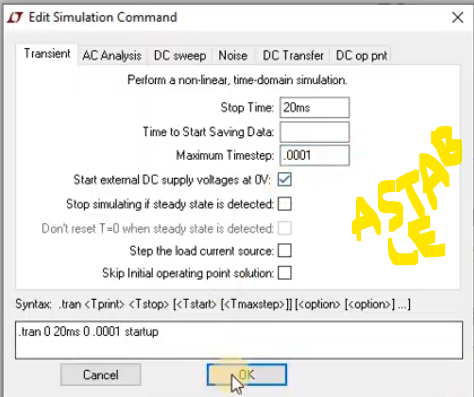 Edit Simulation Command
Transient AC Analysis DC sweep Noise DC Transfer DC op pnt
Perform a non-linear, time-domain simulation.
Stop Time: 20ms
Time to Start Saving Data:
Maximum Timestep: .0001
Start external DC supply voltages at 0V:
Stop simulating if steady state is detected:
Don't reset T=0 when steady state is detected:
Step the load current source:
Skip Initial operating point solution:
ASTAB
LE
Syntax: .tran <Tprint> <Tstop> [<Tstart> [<Tmaxstep>]] [<option> [<option>] ...]
.tran 0 20ms 0 .0001 startup
Cancel OK